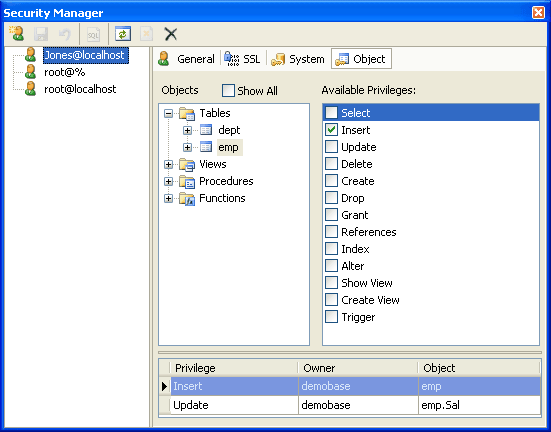 Security Manager
SQL
Jones@localhost
root@%
root@localhost
General SSL System Object
Objects Show All Available Privileges:
Tables
dept
emp
Views
Procedures
Functions
Select
Insert
Update
Delete
Create
Drop
Grant
References
Index
Alter
Show View
Create View
Trigger
Privilege Owner Object
Insert demobase emp
Update demobase emp.Sal